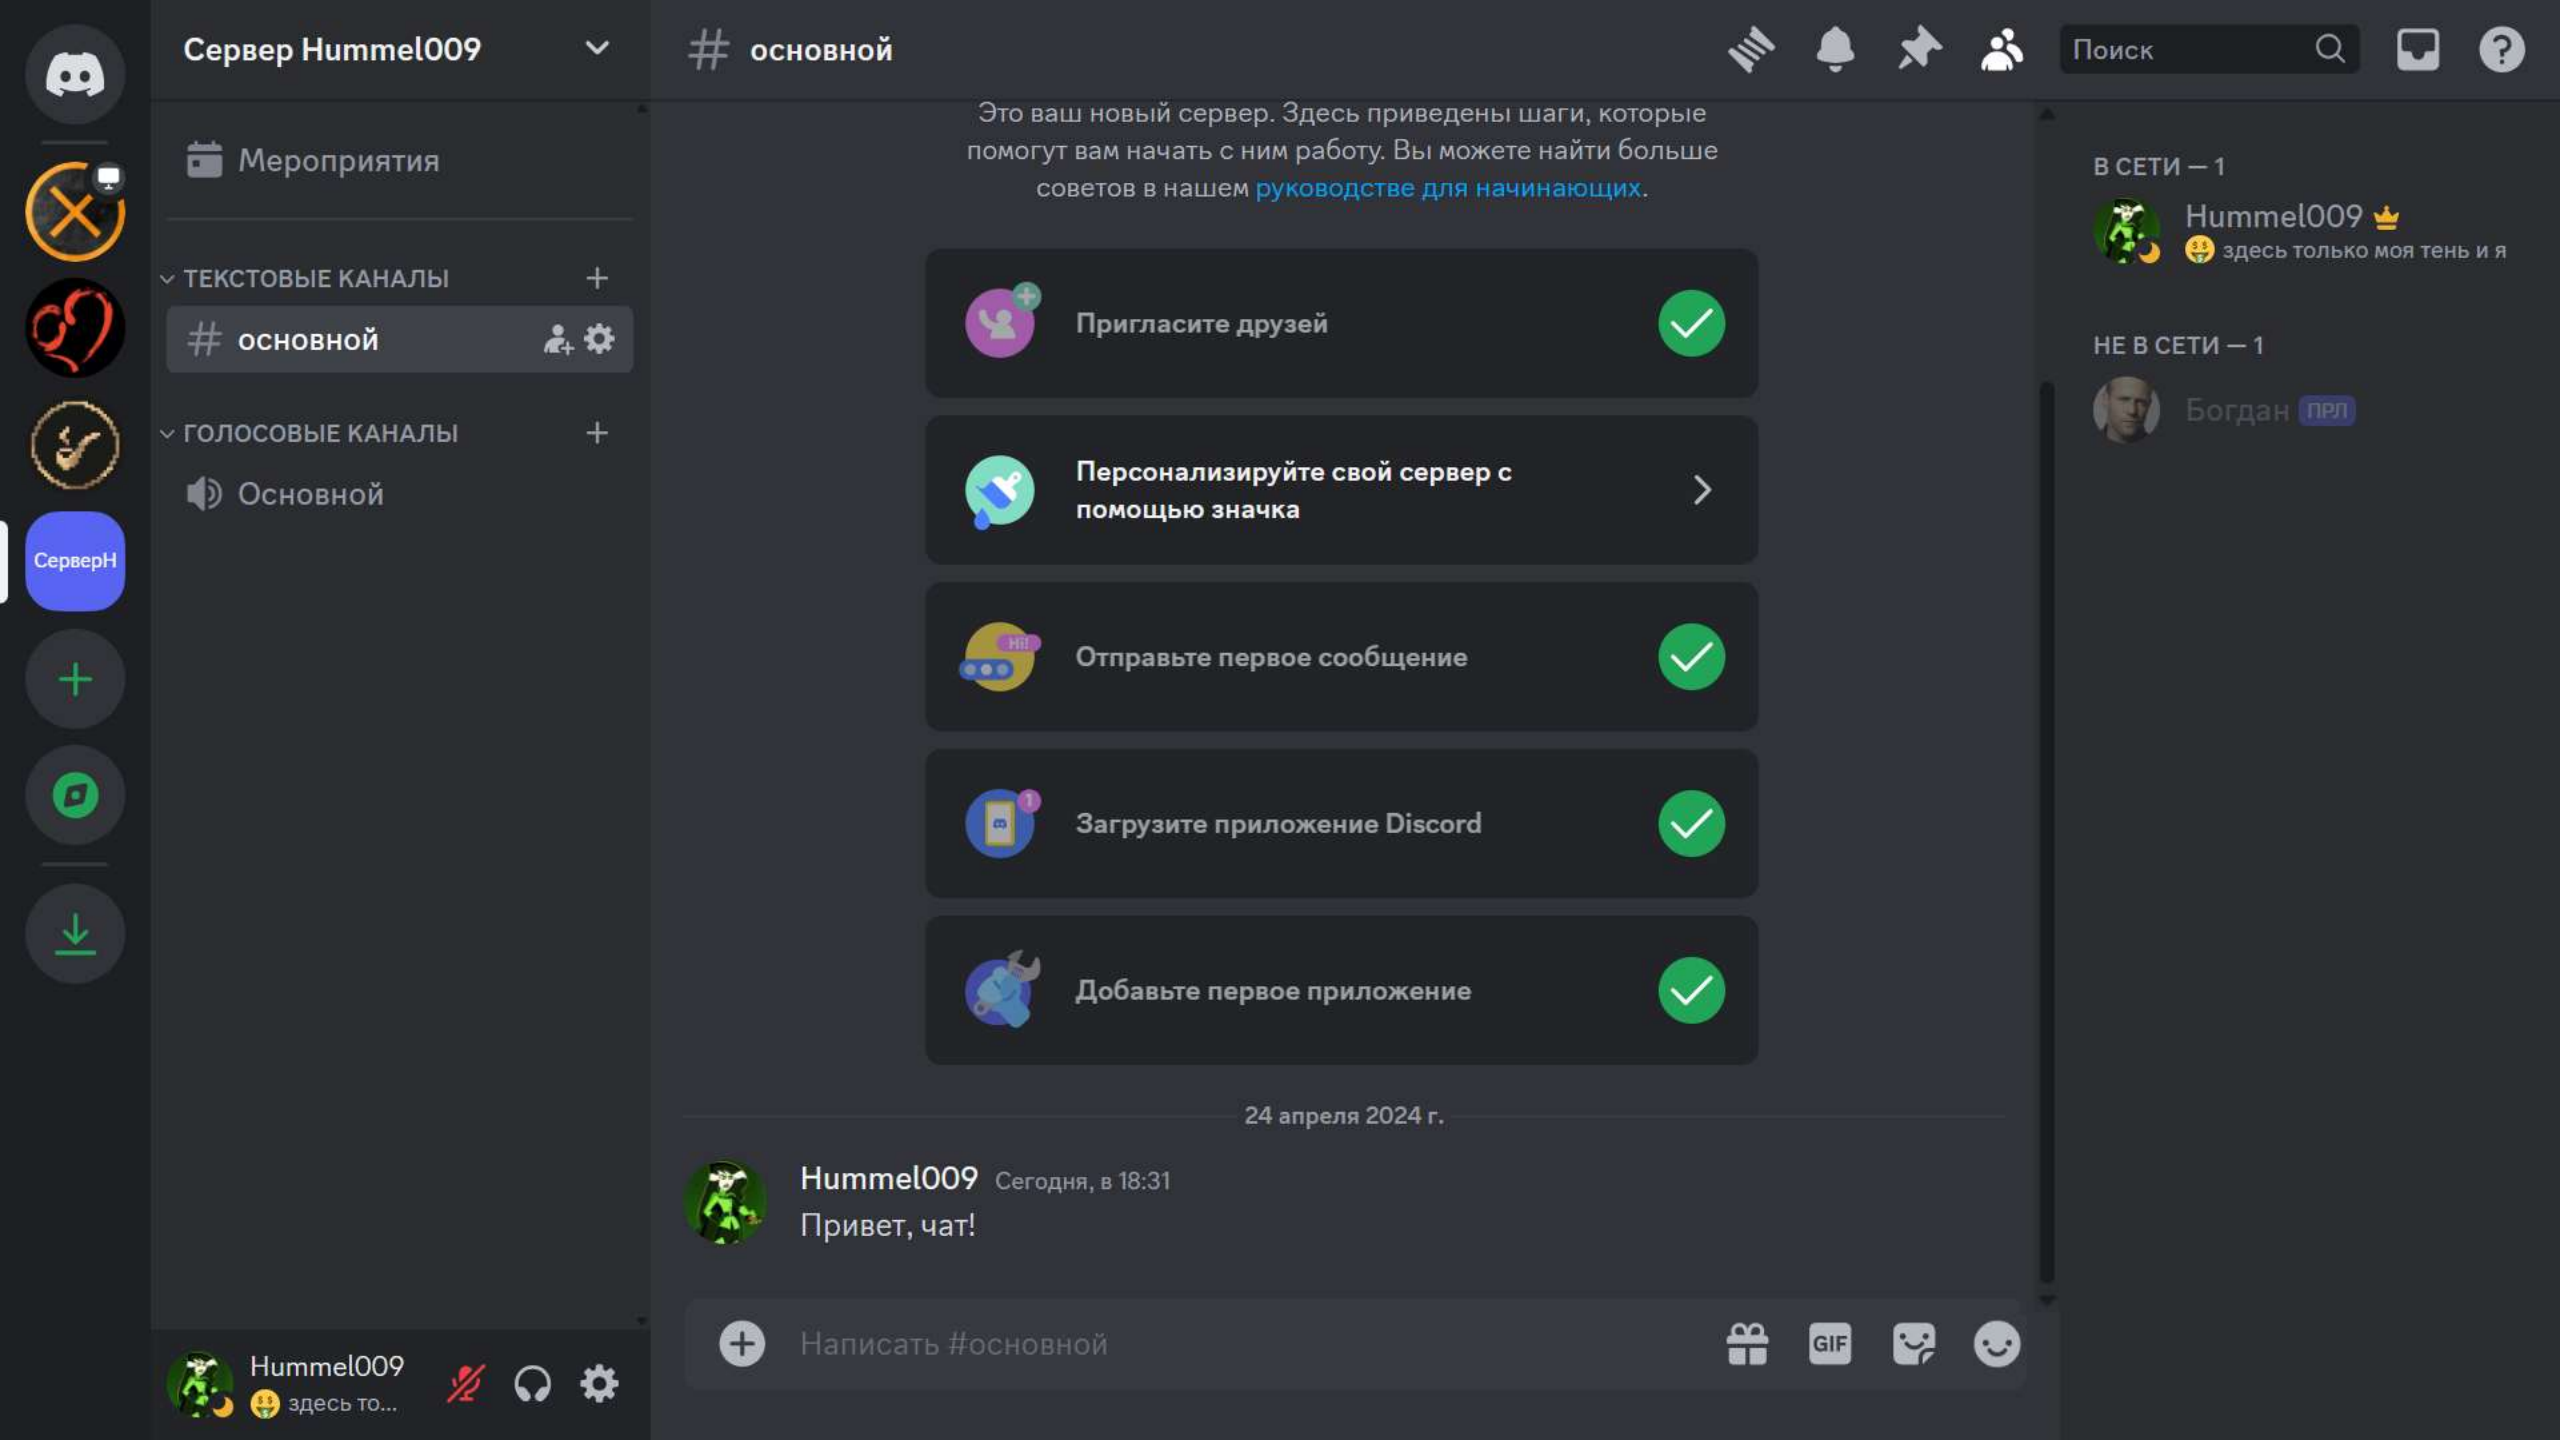 Сервер Hummel009
Мероприятия
ТЕКСТОВЫЕ КАНАЛЫ
основной
ГОЛОСОВЫЕ КАНАЛЫ
Основной
СерверH
Hummel009
здесь то...
# основной
Поиск
Это ваш новый сервер. Здесь приведены шаги, которые
помогут вам начать с ним работу. Вы можете найти больше
советов в нашем руководстве для начинающих.
Пригласите друзей
Персонализируйте свой сервер с
помощью значка
Hi!
Отправьте первое сообщение
1
Загрузите приложение Discord
Добавьте первое приложение
24 апреля 2024 г.
Hummel009 Сегодня, в 18:31
Привет, чат!
Написать #основной
GIF
В СЕТИ — 1
Hummel009
здесь только моя тень и я
НЕ В СЕТИ — 1
Богдан ПРЛ